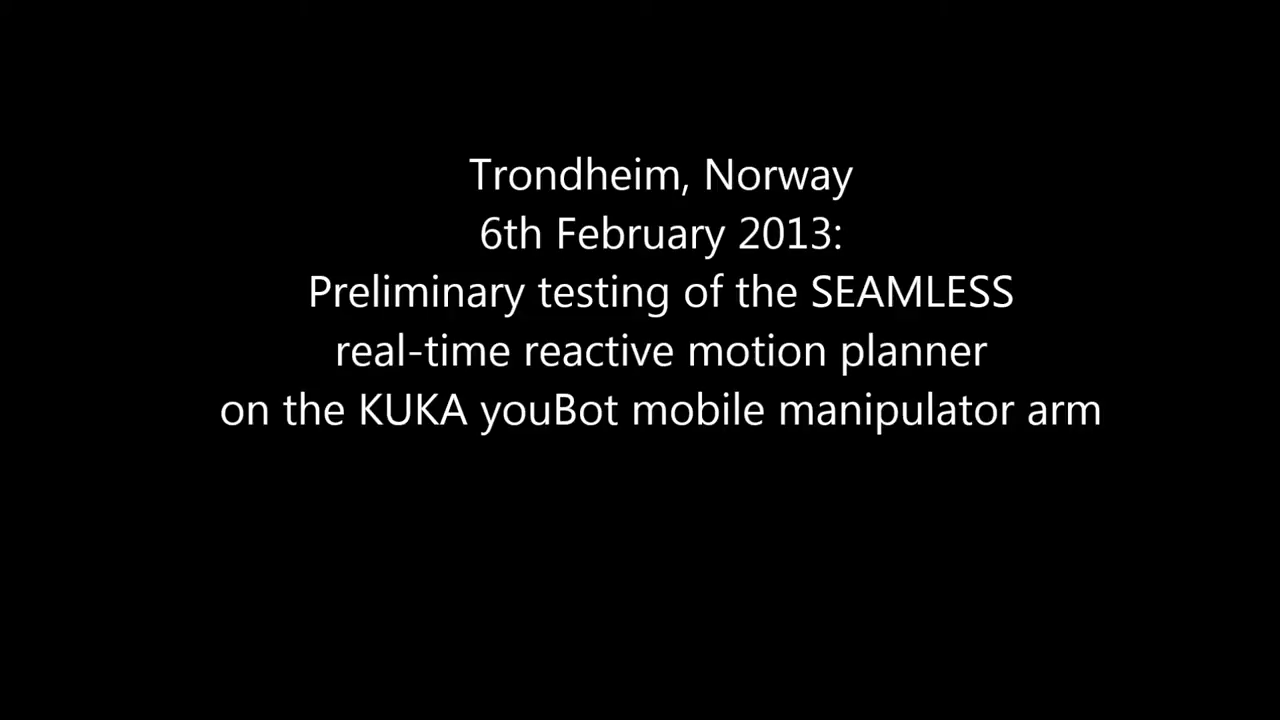 Trondheim, Norway
6th February 2013:
Preliminary testing of the SEAMLESS
real-time reactive motion planner
on the KUKA youBot mobile manipulator arm